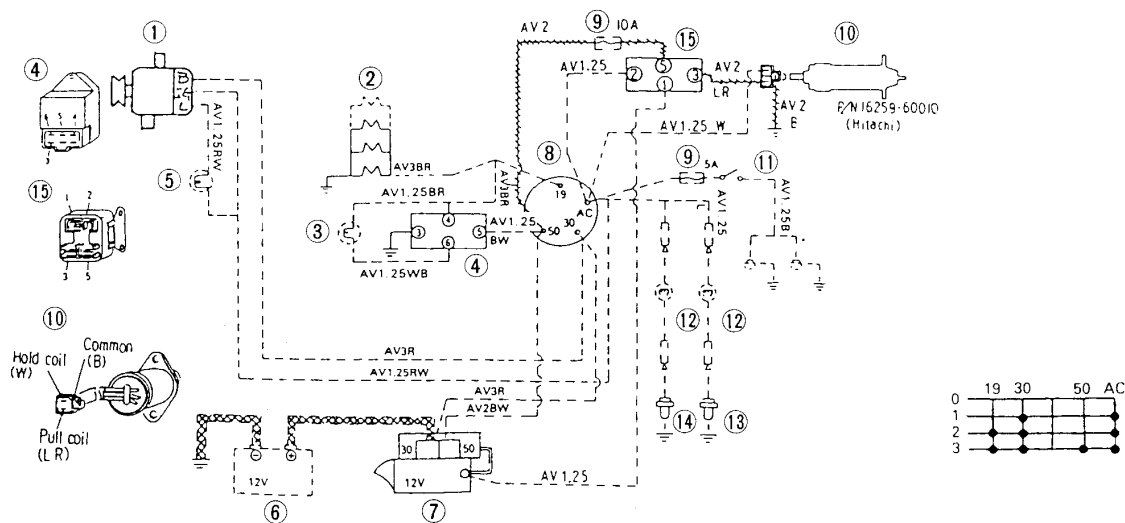 ①
④
⑮
⑤
⑩
Hold coil
(W)
Common
(B)
Pull coil
(LR)
AV1.25RW
②
③
④
AV3BR
AV1.25BR
AV3BR
AV1.25WB
AV1.25
BW
3
4
5
6
⑧
19
AC
30
50
AV2
⑨
10A
⑮
AV1.25
2
5
3
1
AV2
LR
AV1.25 W
AV2
B
⑩
P/N 16259-60010
(Hitachi)
⑨
5A
⑪
AV1.25
AV1.25BL
⑫
⑫
⑭
⑬
AV3R
AV1.25RW
AV3R
AV2BW
30
50
12V
12V
⑥
⑦
AV1.25
19 30 50 AC
0
1
2
3